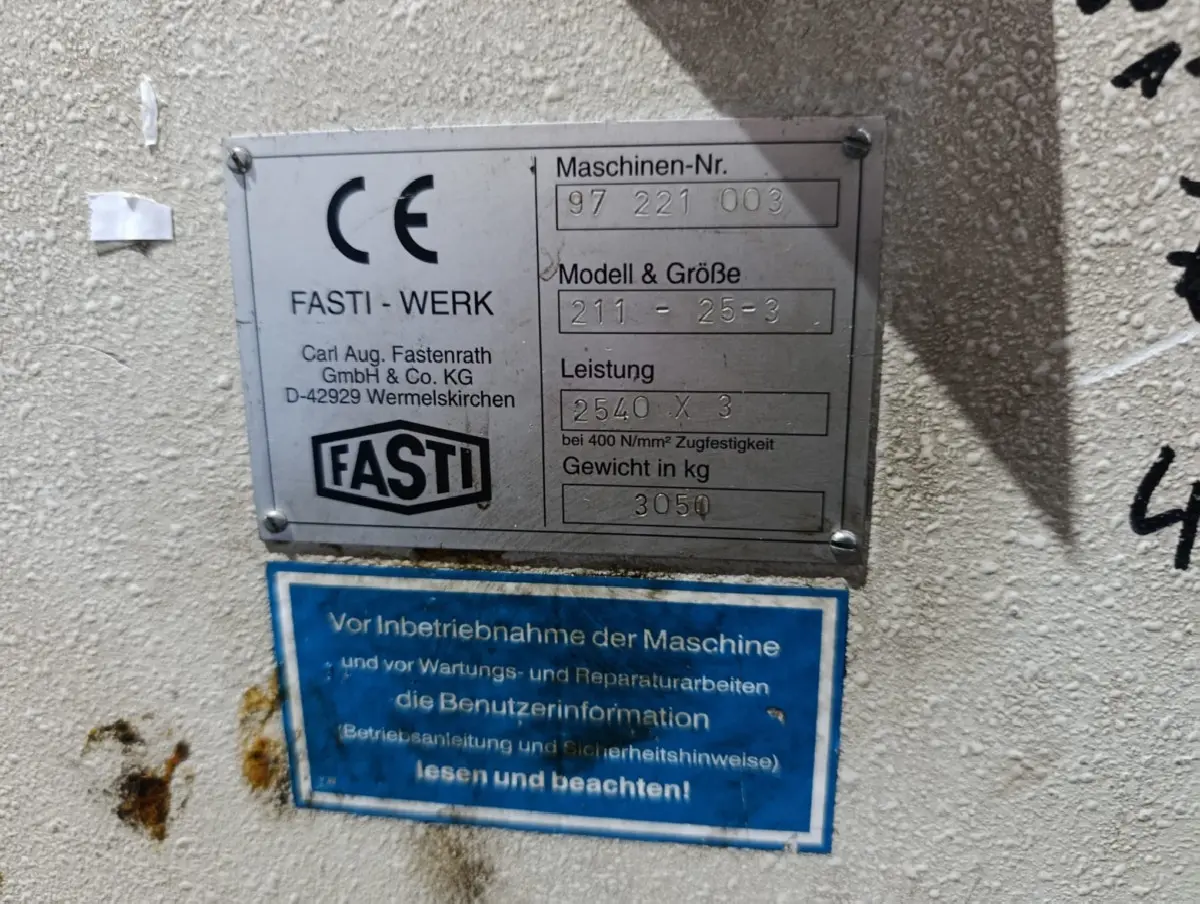 CE
FASTI - WERK
Carl Aug. Fastenrath
GmbH & Co. KG
D-42929 Wermelskirchen
FASTI
Maschinen-Nr.
97 221 003
Modell & Größe
211 - 25-3
Leistung
2540 X 3
bei 400 N/mm² Zugfestigkeit
Gewicht in kg
3050
Vor Inbetriebnahme der Maschine
und vor Wartungs- und Reparaturarbeiten
die Benutzerinformation
(Betriebsanleitung und Sicherheitshinweise)
lesen und beachten!
4